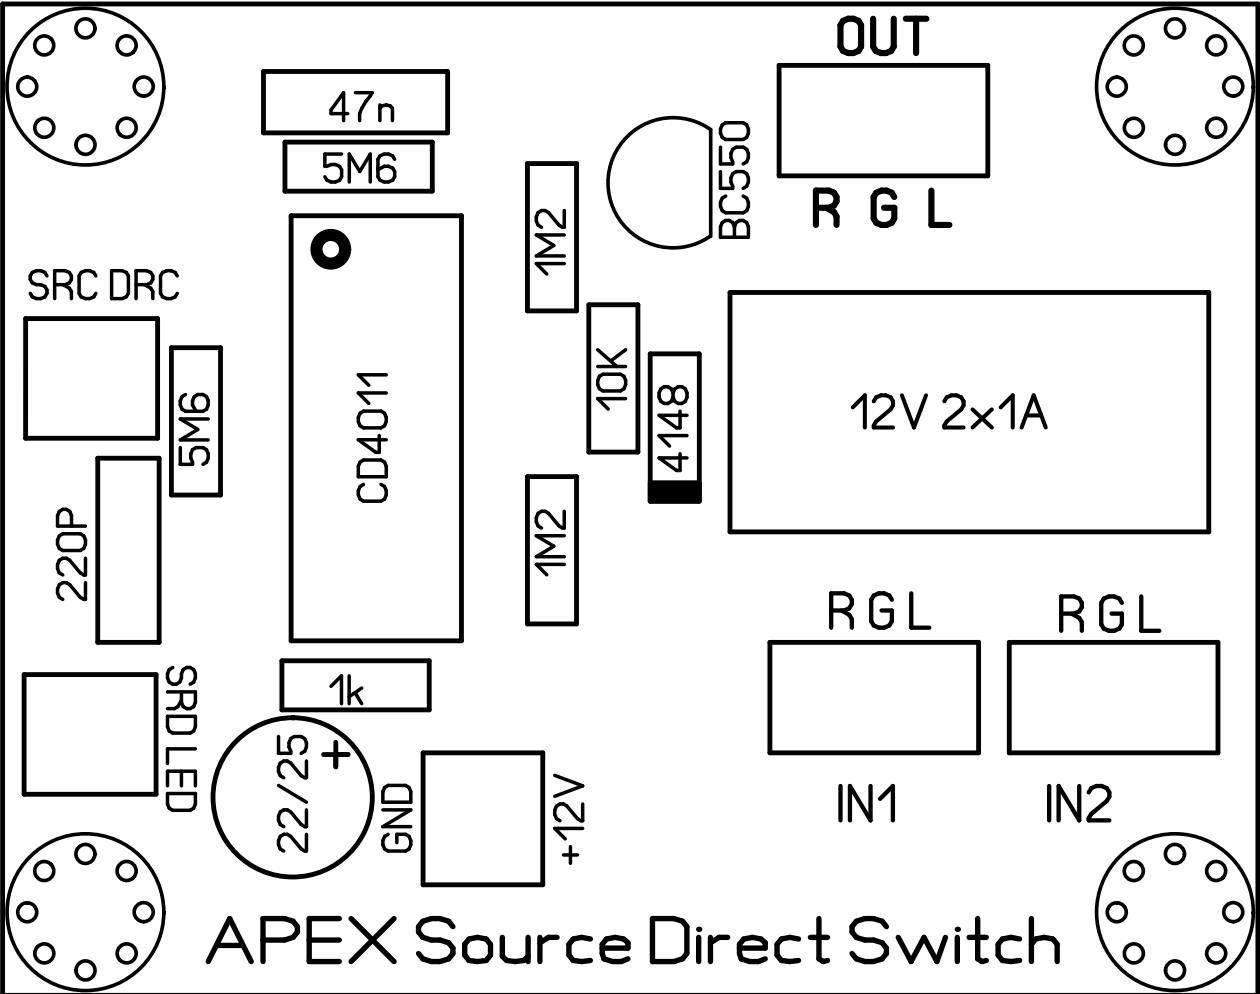 OUT
47n
5M6
BC550
R G L
1M2
SRC DRC
10K
5M6
CD4011
4148
12V 2x1A
220P
1M2
R G L
R G L
SRD LED
1k
22/25
+
GND
+12V
IN1
IN2
APEX Source Direct Switch